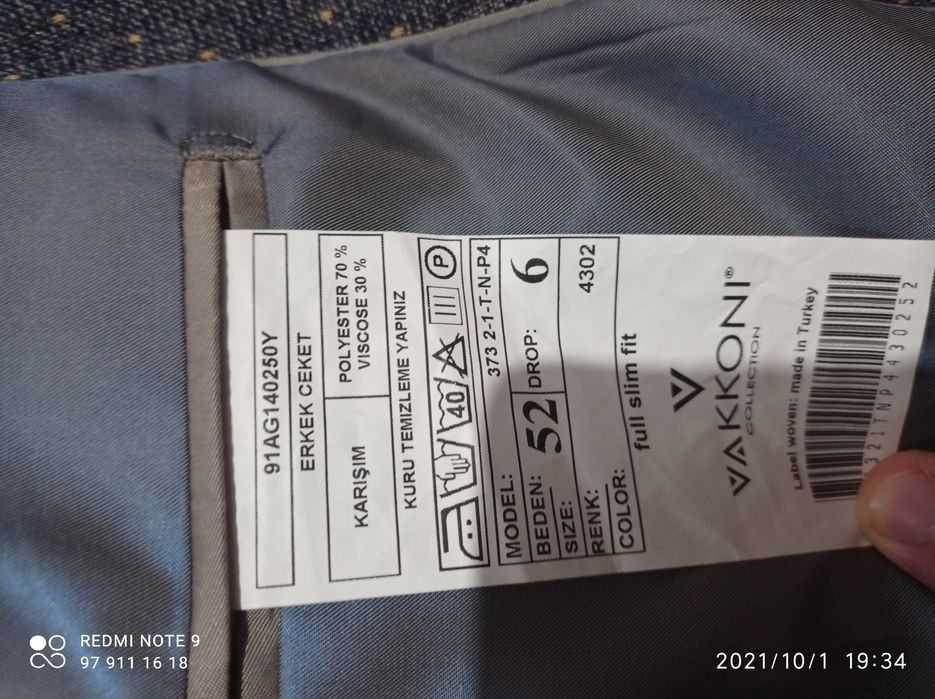 91AG140250Y
ERKEK CEKET
KARIŞIM
POLYESTER 70 %
VISCOSE 30 %
KURU TEMIZLEME YAPINIZ
40
P
MODEL: 373 2-1-T-N-P4
BEDEN: 52 DROP: 6
SIZE:
RENK: 4302
COLOR:
full slim fit
VAKKONI®
COLLECTION
Label woven: made in Turkey
321TNP4430252
REDMI NOTE 9
97 911 16 18
2021/10/1 19:34